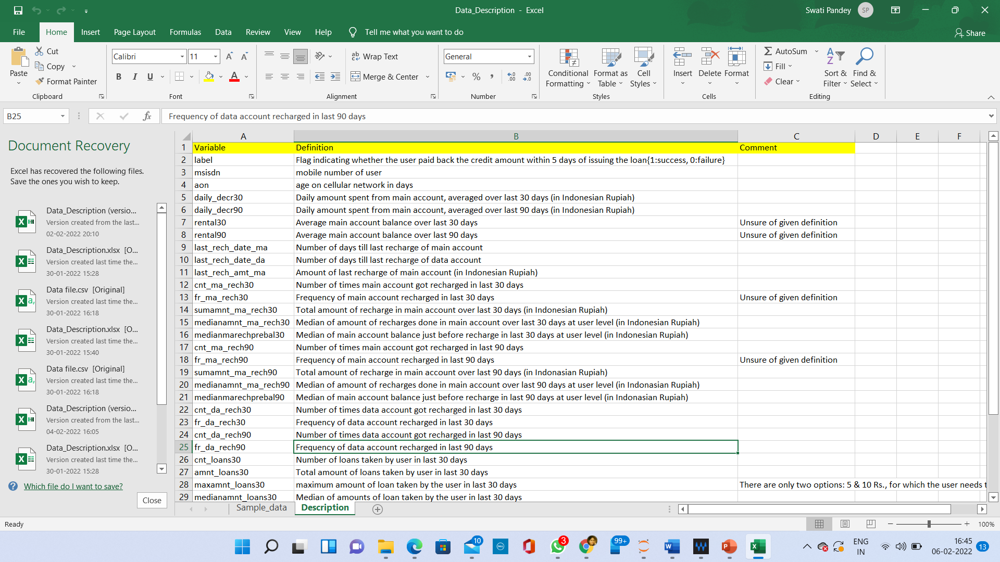 Data_Description - Excel
Swati Pandey
SP
File
Home
Insert
Page Layout
Formulas
Data
Review
View
Help
Tell me what you want to do
Share
Paste
Cut
Copy
Format Painter
Clipboard
Calibri
11
B I U
A
Font
Wrap Text
Merge & Center
Alignment
General
%
Number
Conditional Formatting
Format as Table
Cell Styles
Styles
Insert
Delete
Format
Cells
AutoSum
Fill
Clear
Sort & Filter
Find & Select
Editing
B25
fx
Frequency of data account recharged in last 90 days
Document Recovery
Excel has recovered the following files.
Save the ones you wish to keep.
Data_Description (versio...
Version created from the last...
02-02-2022 20:10
Data_Description.xlsx [O...
Version created last time the...
30-01-2022 15:28
Data file.csv [Original]
Version created last time the...
30-01-2022 16:18
Data_Description.xlsx [O...
Version created last time the...
30-01-2022 15:40
Data file.csv [Original]
Version created last time the...
30-01-2022 16:18
Data_Description (versio...
Version created from the last...
04-02-2022 16:05
Data_Description.xlsx [O...
Version created last time the...
30-01-2022 15:28
Which file do I want to save?
Close
A B C D E F
1 Variable Definition Comment
2 label Flag indicating whether the user paid back the credit amount within 5 days of issuing the loan{1:success, 0:failure}
3 msisdn mobile number of user
4 aon age on cellular network in days
5 daily_decr30 Daily amount spent from main account, averaged over last 30 days (in Indonesian Rupiah)
6 daily_decr90 Daily amount spent from main account, averaged over last 90 days (in Indonesian Rupiah)
7 rental30 Average main account balance over last 30 days Unsure of given definition
8 rental90 Average main account balance over last 90 days Unsure of given definition
9 last_rech_date_ma Number of days till last recharge of main account
10 last_rech_date_da Number of days till last recharge of data account
11 last_rech_amt_ma Amount of last recharge of main account (in Indonesian Rupiah)
12 cnt_ma_rech30 Number of times main account got recharged in last 30 days
13 fr_ma_rech30 Frequency of main account recharged in last 30 days Unsure of given definition
14 sumamnt_ma_rech30 Total amount of recharge in main account over last 30 days (in Indonesian Rupiah)
15 medianamnt_ma_rech30 Median of amount of recharges done in main account over last 30 days at user level (in Indonesian Rupiah)
16 medianmarechprebal30 Median of main account balance just before recharge in last 30 days at user level (in Indonesian Rupiah)
17 cnt_ma_rech90 Number of times main account got recharged in last 90 days
18 fr_ma_rech90 Frequency of main account recharged in last 90 days Unsure of given definition
19 sumamnt_ma_rech90 Total amount of recharge in main account over last 90 days (in Indonasian Rupiah)
20 medianamnt_ma_rech90 Median of amount of recharges done in main account over last 90 days at user level (in Indonasian Rupiah)
21 medianmarechprebal90 Median of main account balance just before recharge in last 90 days at user level (in Indonasian Rupiah)
22 cnt_da_rech30 Number of times data account got recharged in last 30 days
23 fr_da_rech30 Frequency of data account recharged in last 30 days
24 cnt_da_rech90 Number of times data account got recharged in last 90 days
25 fr_da_rech90 Frequency of data account recharged in last 90 days
26 cnt_loans30 Number of loans taken by user in last 30 days
27 amnt_loans30 Total amount of loans taken by user in last 30 days
28 maxamnt_loans30 maximum amount of loan taken by the user in last 30 days There are only two options: 5 & 10 Rs., for which the user needs t
29 medianamnt_loans30 Median of amounts of loan taken by the user in last 30 days
Sample_data
Description
Ready
100%
10
3
99+
ENG
IN
16:45
06-02-2022
13